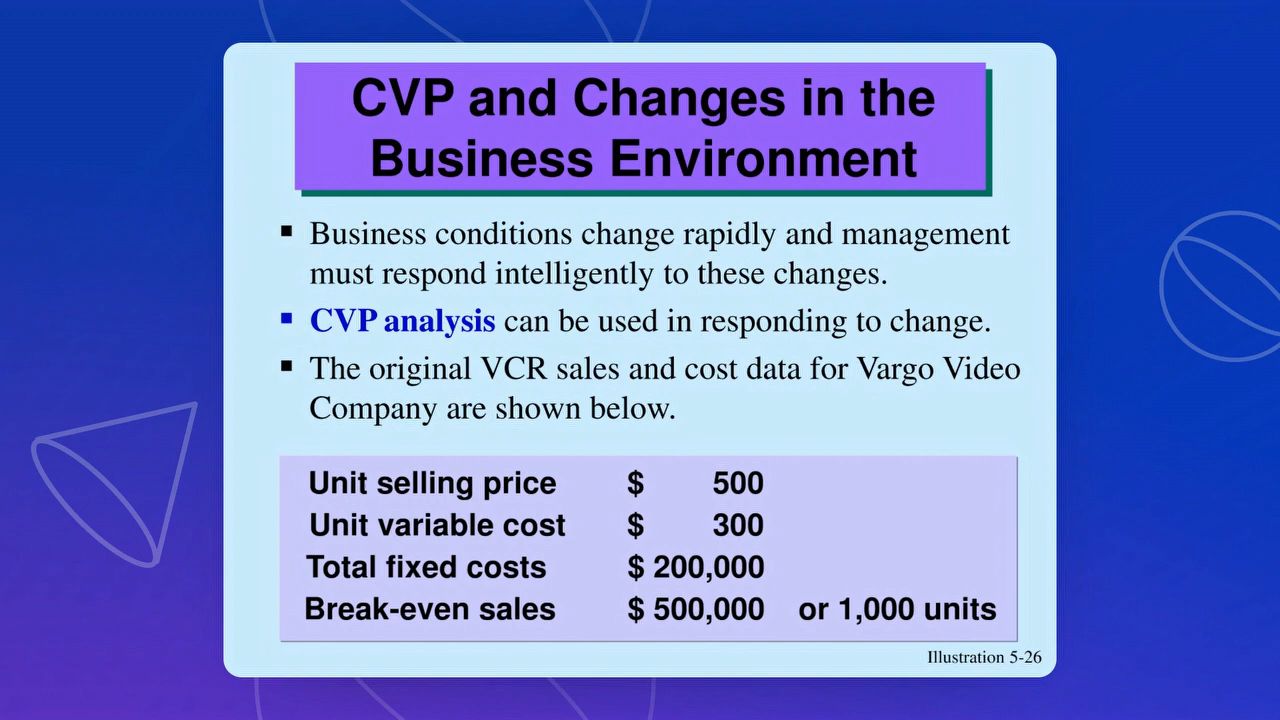 CVP and Changes in the
Business Environment
▪ Business conditions change rapidly and management
must respond intelligently to these changes.
▪ CVP analysis can be used in responding to change.
▪ The original VCR sales and cost data for Vargo Video
Company are shown below.
Unit selling price $ 500
Unit variable cost $ 300
Total fixed costs $ 200,000
Break-even sales $ 500,000 or 1,000 units
Illustration 5-26